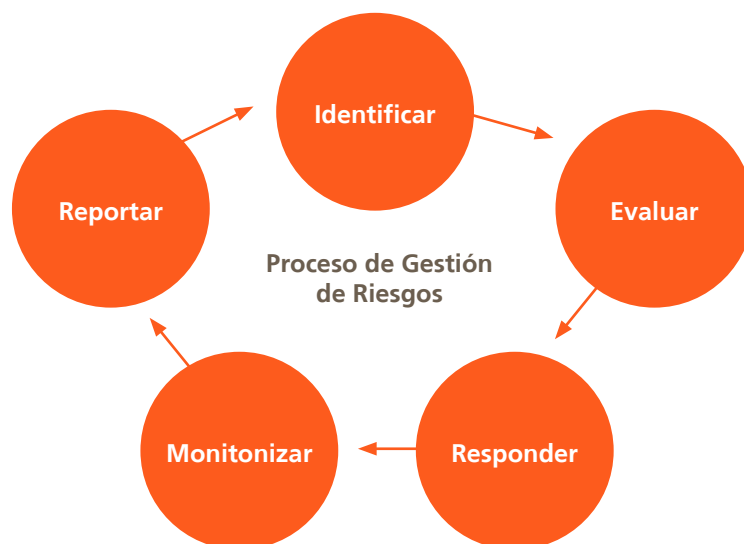 Identificar
Evaluar
Responder
Monitonizar
Reportar
Proceso de Gestión
de Riesgos